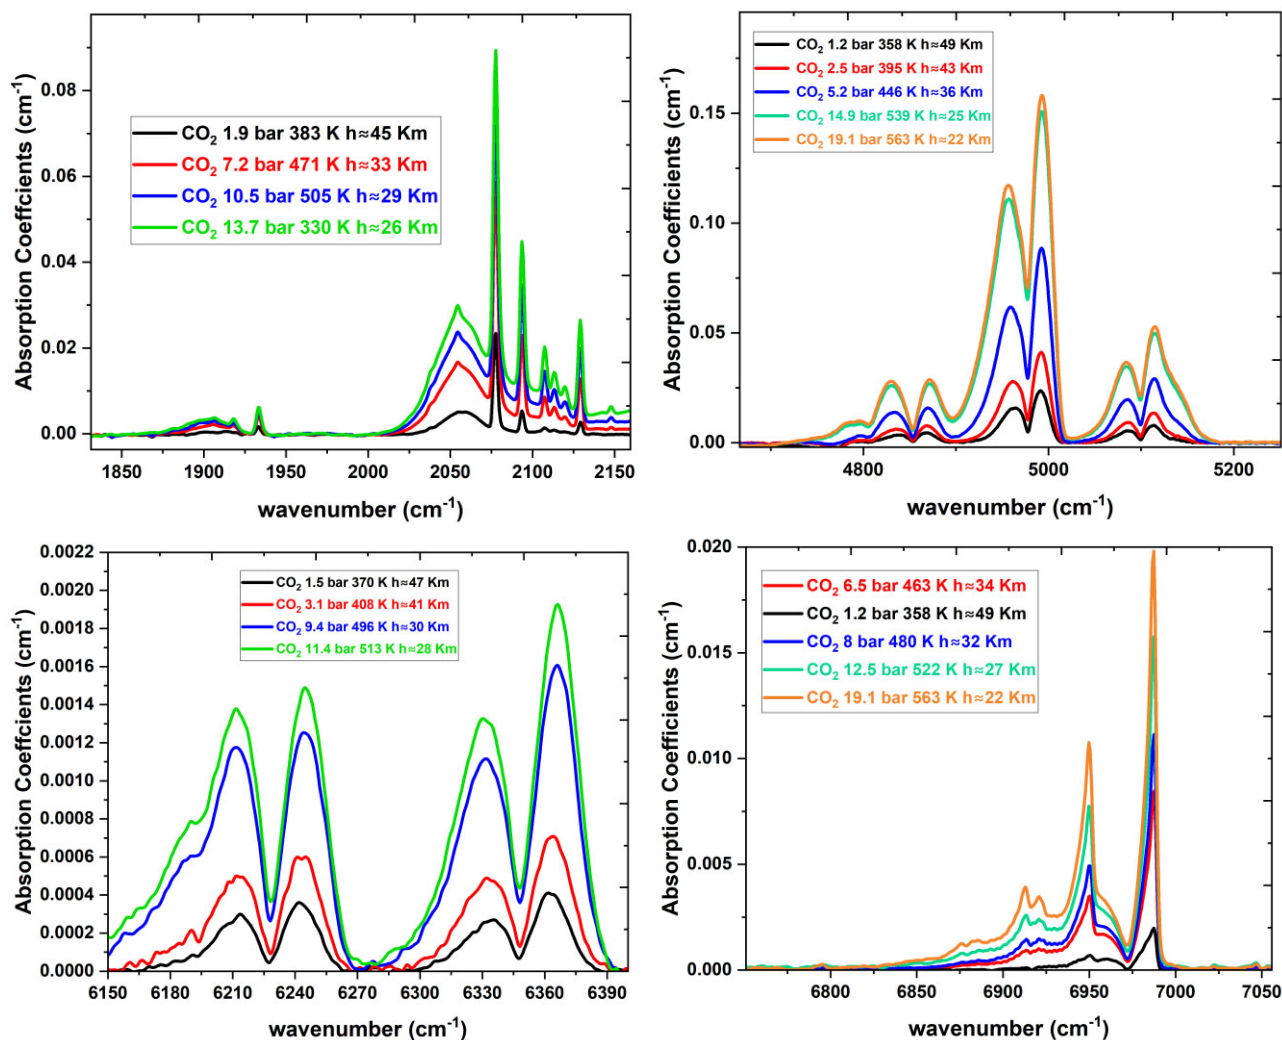 Absorption Coeffcients (cm-1)
0.08
0.06
0.04
0.02
0.00
CO2 1.9 bar 383 K h≈45 Km
CO2 7.2 bar 471 K h≈33 Km
CO2 10.5 bar 505 K h≈29 Km
CO2 13.7 bar 330 K h≈26 Km
1850 1900 1950 2000 2050 2100 2150
wavenumber (cm-1)
Absorption Coefficients (cm-1)
0.15
0.10
0.05
0.00
CO2 1.2 bar 358 K h≈49 Km
CO2 2.5 bar 395 K h≈43 Km
CO2 5.2 bar 446 K h≈36 Km
CO2 14.9 bar 539 K h≈25 Km
CO2 19.1 bar 563 K h≈22 Km
4800 5000 5200
wavenumber (cm-1)
Absorption Coefficients (cm-1)
0.0022
0.0020
0.0018
0.0016
0.0014
0.0012
0.0010
0.0008
0.0006
0.0004
0.0002
0.0000
CO2 1.5 bar 370 K h≈47 Km
CO2 3.1 bar 408 K h≈41 Km
CO2 9.4 bar 496 K h≈30 Km
CO2 11.4 bar 513 K h≈28 Km
6150 6180 6210 6240 6270 6300 6330 6360 6390
wavenumber (cm-1)
Absorption Coefficients (cm-1)
0.020
0.015
0.010
0.005
0.000
CO2 6.5 bar 463 K h≈34 Km
CO2 1.2 bar 358 K h≈49 Km
CO2 8 bar 480 K h≈32 Km
CO2 12.5 bar 522 K h≈27 Km
CO2 19.1 bar 563 K h≈22 Km
6800 6850 6900 6950 7000 7050
wavenumber (cm-1)